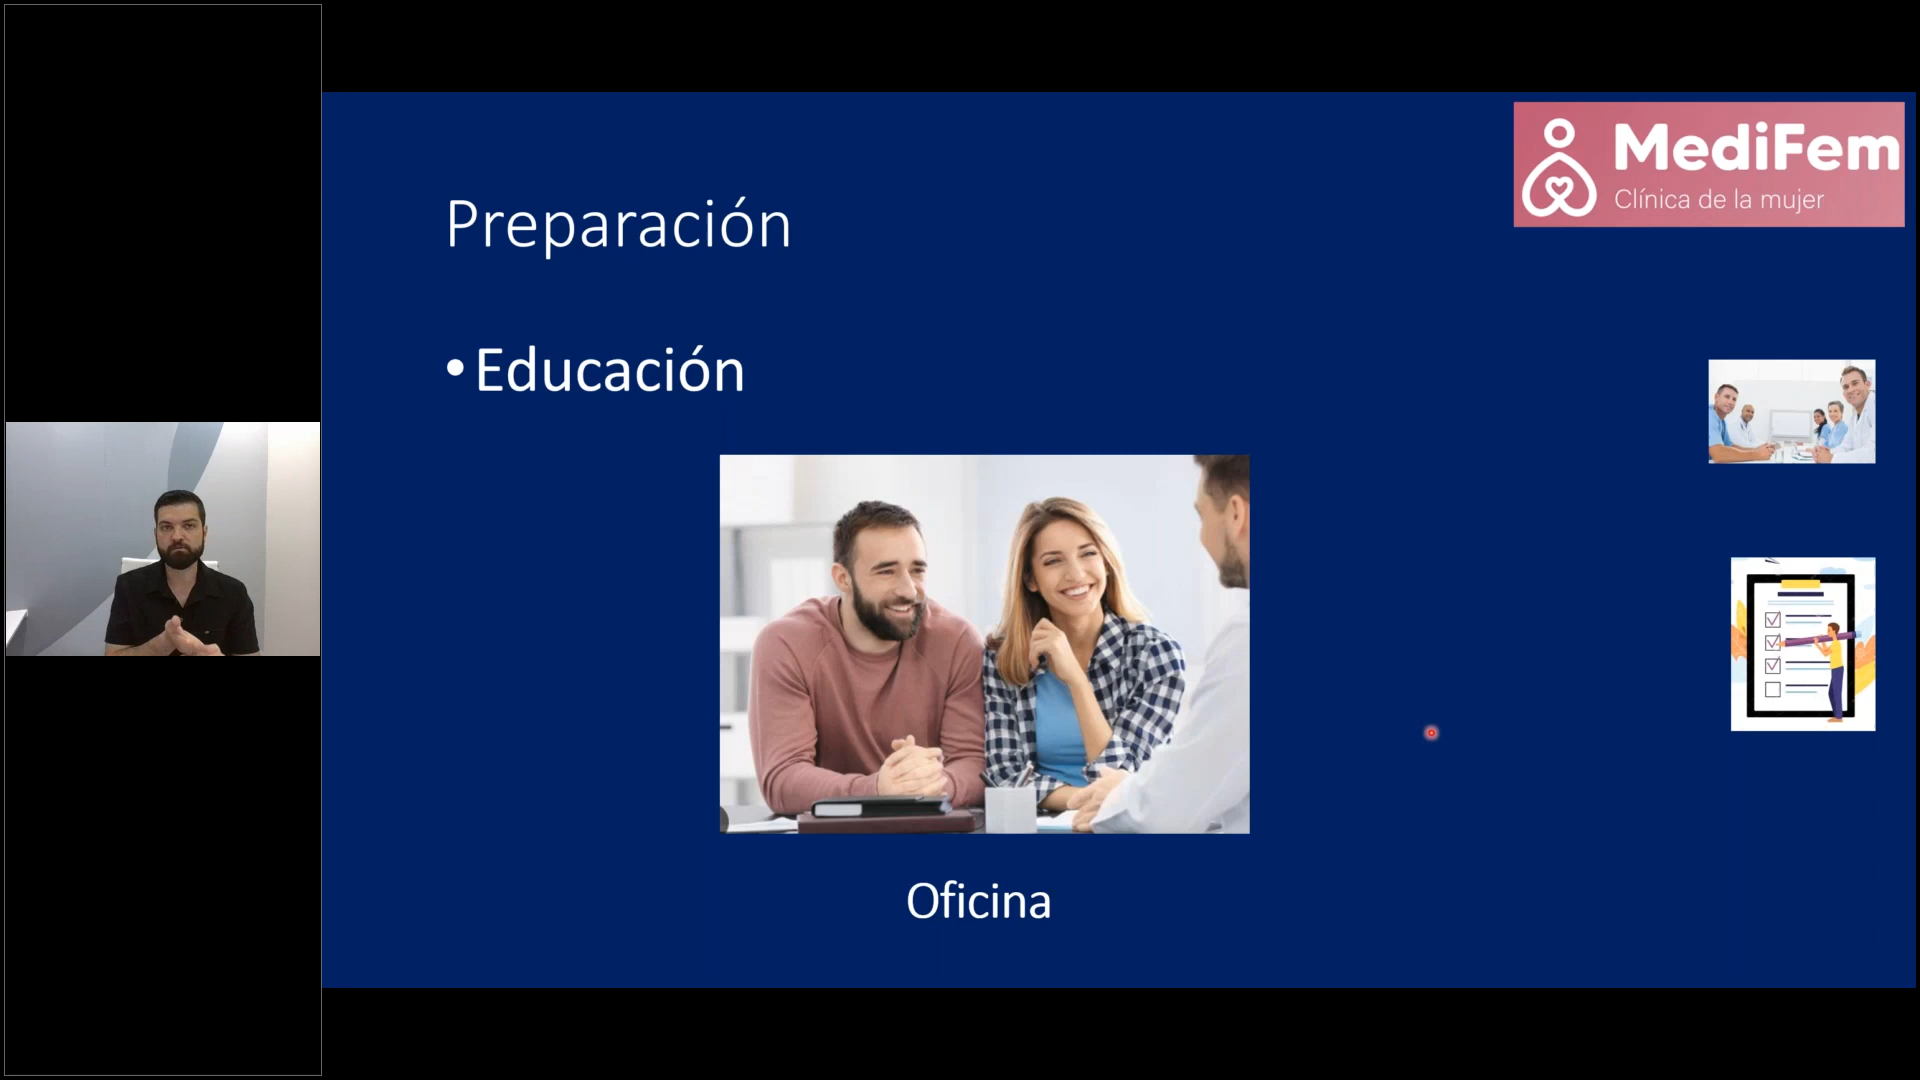 MediFem
Clínica de la mujer
Preparación
• Educación
Oficina